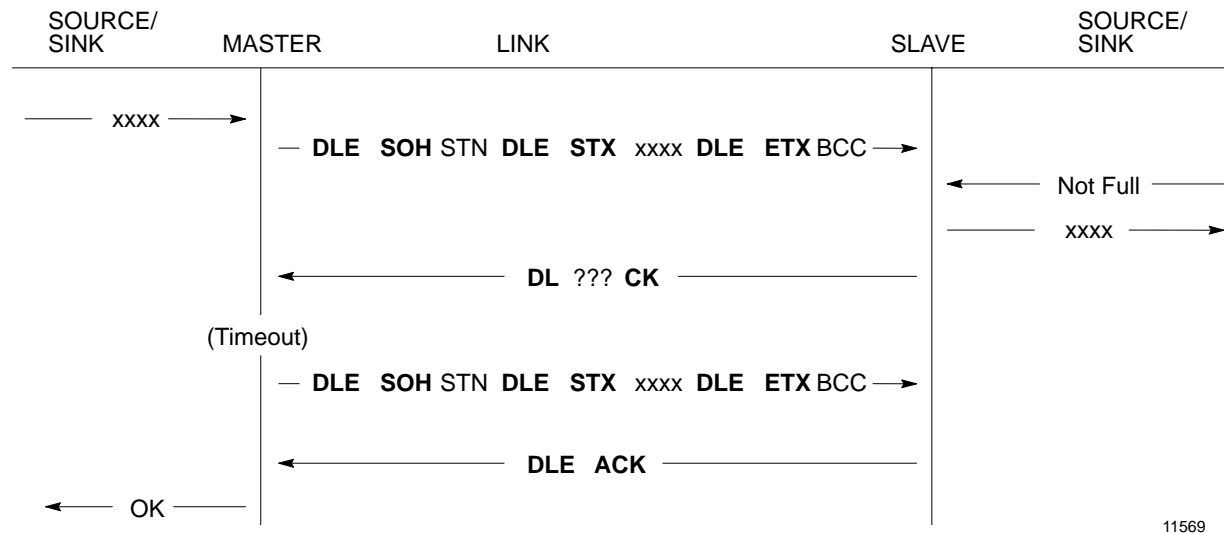 SOURCE/
SINK
MASTER
LINK
SLAVE
SOURCE/
SINK
xxxx
DLE SOH STN DLE STX xxxx DLE ETX BCC
Not Full
xxxx
DL ??? CK
(Timeout)
DLE SOH STN DLE STX xxxx DLE ETX BCC
DLE ACK
OK
11569